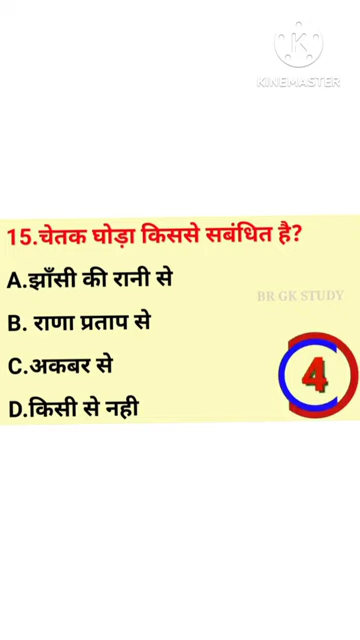 K
KINEMASTER
15.चेतक घोड़ा किससे सबंधित है?
A.झाँसी की रानी से
BR GK STUDY
B. राणा प्रताप से
C.अकबर से
4
D.किसी से नही